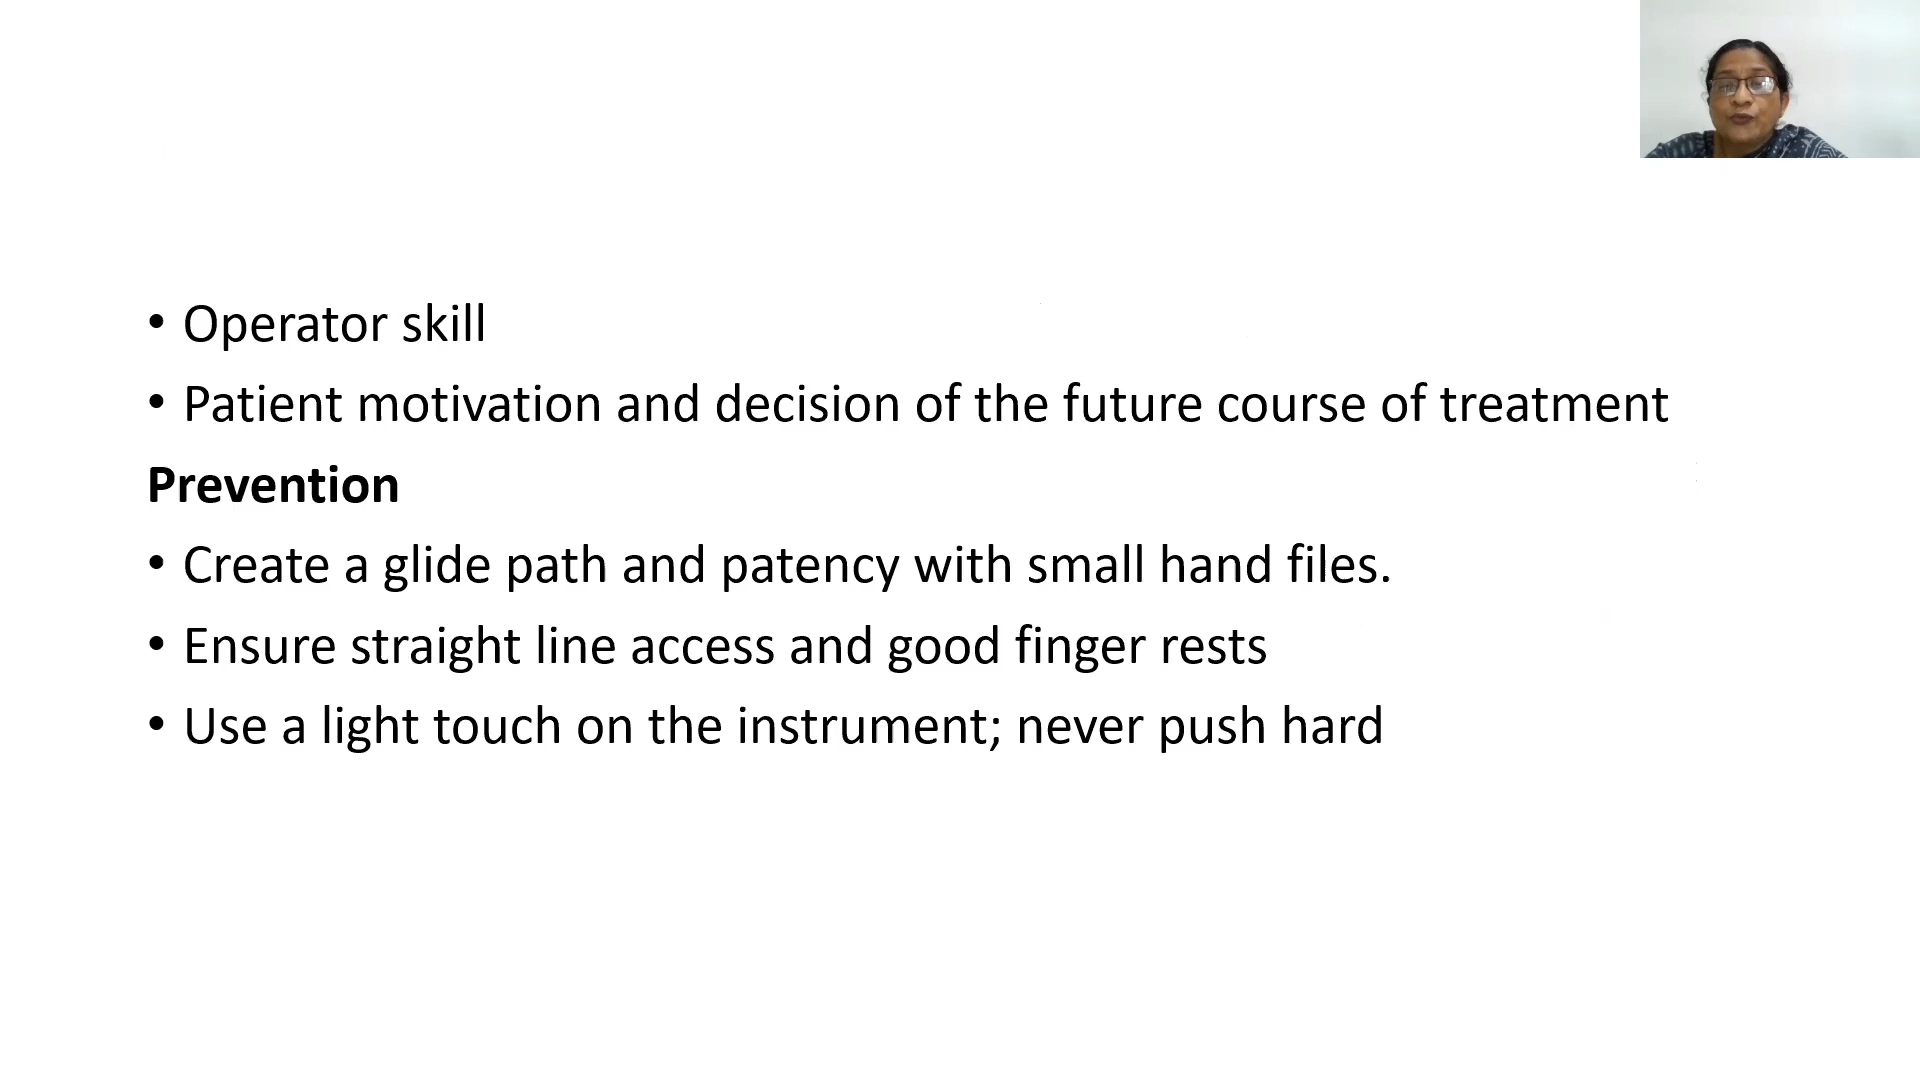 • Operator skill
• Patient motivation and decision of the future course of treatment
Prevention
• Create a glide path and patency with small hand files.
• Ensure straight line access and good finger rests
• Use a light touch on the instrument; never push hard